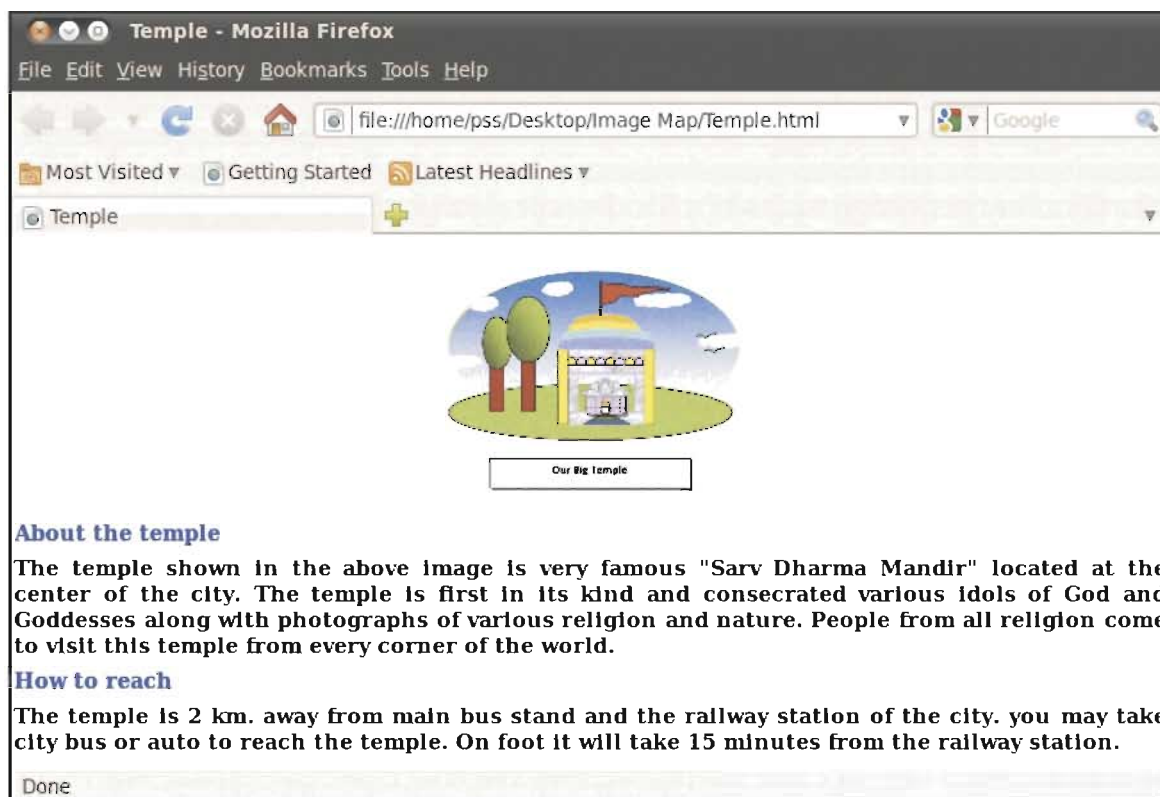 Temple - Mozilla Firefox
File Edit View History Bookmarks Tools Help
file:///home/pss/Desktop/Image Map/Temple.html
Google
Most Visited Getting Started Latest Headlines
Temple
Our Big Temple
About the temple
The temple shown in the above image is very famous "Sarv Dharma Mandir" located at the
center of the city. The temple is first in its kind and consecrated various idols of God and
Goddesses along with photographs of various religion and nature. People from all religion come
to visit this temple from every corner of the world.
How to reach
The temple is 2 km. away from main bus stand and the railway station of the city. you may take
city bus or auto to reach the temple. On foot it will take 15 minutes from the railway station.
Done